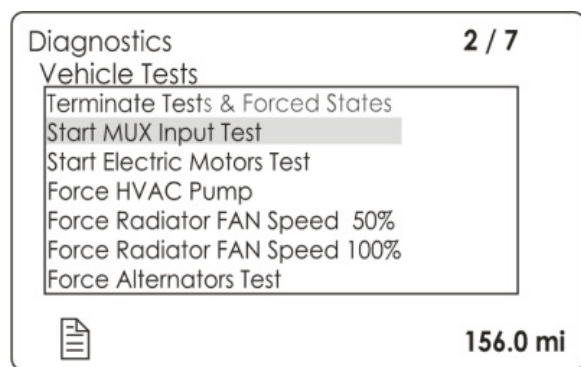 Diagnostics 2 / 7
Vehicle Tests
Terminate Tests & Forced States
Start MUX Input Test
Start Electric Motors Test
Force HVAC Pump
Force Radiator FAN Speed 50%
Force Radiator FAN Speed 100%
Force Alternators Test
156.0 mi